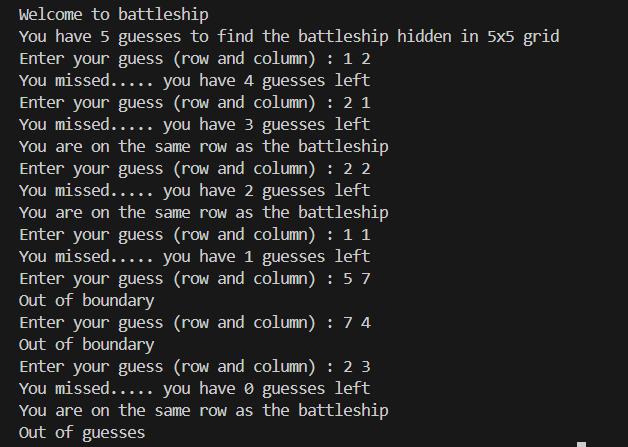 Welcome to battleship
You have 5 guesses to find the battleship hidden in 5x5 grid
Enter your guess (row and column) : 1 2
You missed..... you have 4 guesses left
Enter your guess (row and column) : 2 1
You missed..... you have 3 guesses left
You are on the same row as the battleship
Enter your guess (row and column) : 2 2
You missed..... you have 2 guesses left
You are on the same row as the battleship
Enter your guess (row and column) : 1 1
You missed..... you have 1 guesses left
Enter your guess (row and column) : 5 7
Out of boundary
Enter your guess (row and column) : 7 4
Out of boundary
Enter your guess (row and column) : 2 3
You missed..... you have 0 guesses left
You are on the same row as the battleship
Out of guesses